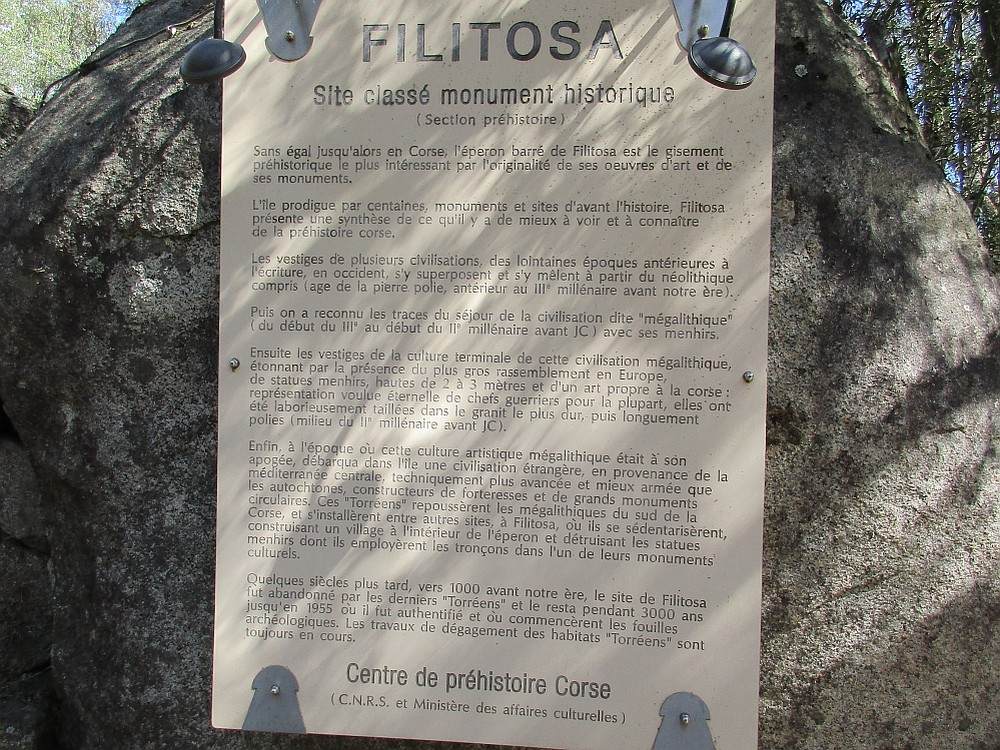 FILITOSA
Site classé monument historique
(Section préhistoire)
Sans égal jusqu'alors en Corse, l'éperon barré de Filitosa est le gisement
préhistorique le plus intéressant par l'originalité de ses oeuvres d'art et de
ses monuments.
L'île prodigue par centaines, monuments et sites d'avant l'histoire, Filitosa
présente une synthèse de ce qu'il y a de mieux à voir et à connaître
de la préhistoire corse.
Les vestiges de plusieurs civilisations, des lointaines époques antérieures à
l'écriture, en occident, s'y superposent et s'y mêlent à partir du néolithique
compris (age de la pierre polie, antérieur au IIIᵉ millénaire avant notre ère).
Puis on a reconnu les traces du séjour de la civilisation dite "mégalithique"
(du début du IIIᵉ au début du IIᵉ millénaire avant JC) avec ses menhirs.
Ensuite les vestiges de la culture terminale de cette civilisation mégalithique,
étonnant par la présence du plus gros rassemblement en Europe,
de statues menhirs, hautes de 2 à 3 mètres et d'un art propre à la corse :
représentation voulue éternelle de chefs guerriers pour la plupart, elles ont
été laborieusement taillées dans le granit le plus dur, puis longuement
polies (milieu du IIᵉ millénaire avant JC).
Enfin, à l'époque où cette culture artistique mégalithique était à son
apogée, débarqua dans l'île une civilisation étrangère, en provenance de la
méditerranée centrale, techniquement plus avancée et mieux armée que
les autochtones, constructeurs de forteresses et de grands monuments
circulaires. Ces "Torréens" repoussèrent les mégalithiques du sud de la
Corse, et s'installèrent entre autres sites, à Filitosa, où ils se sédentarisèrent,
construisant un village à l'intérieur de l'éperon et détruisant les statues
menhirs dont ils employèrent les tronçons dans l'un de leurs monuments
culturels.
Quelques siècles plus tard, vers 1000 avant notre ère, le site de Filitosa
fut abandonné par les derniers "Torréens" et le resta pendant 3000 ans
jusqu'en 1955 où il fut authentifié et où commencèrent les fouilles
archéologiques. Les travaux de dégagement des habitats "Torréens" sont
toujours en cours.
Centre de préhistoire Corse
(C.N.R.S. et Ministère des affaires culturelles)